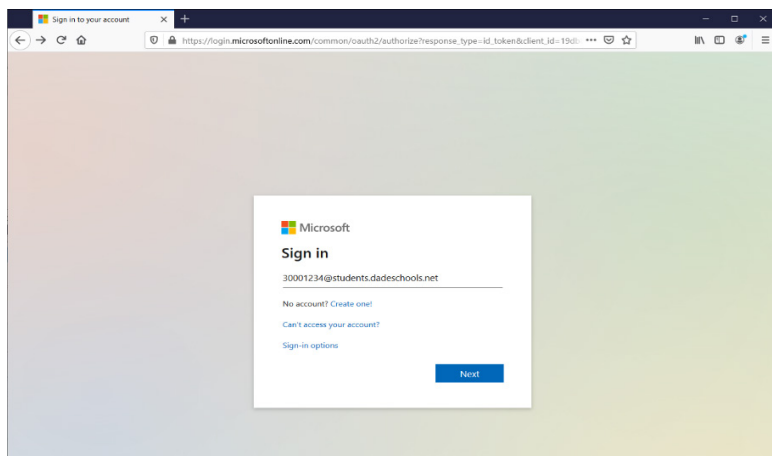 Sign in to your account
https://login.microsoftonline.com/common/oauth2/authorize?response_type=id_token&client_id=19d
Microsoft
Sign in
30001234@students.dadeschools.net
No account? Create one!
Can't access your account?
Sign-in options
Next